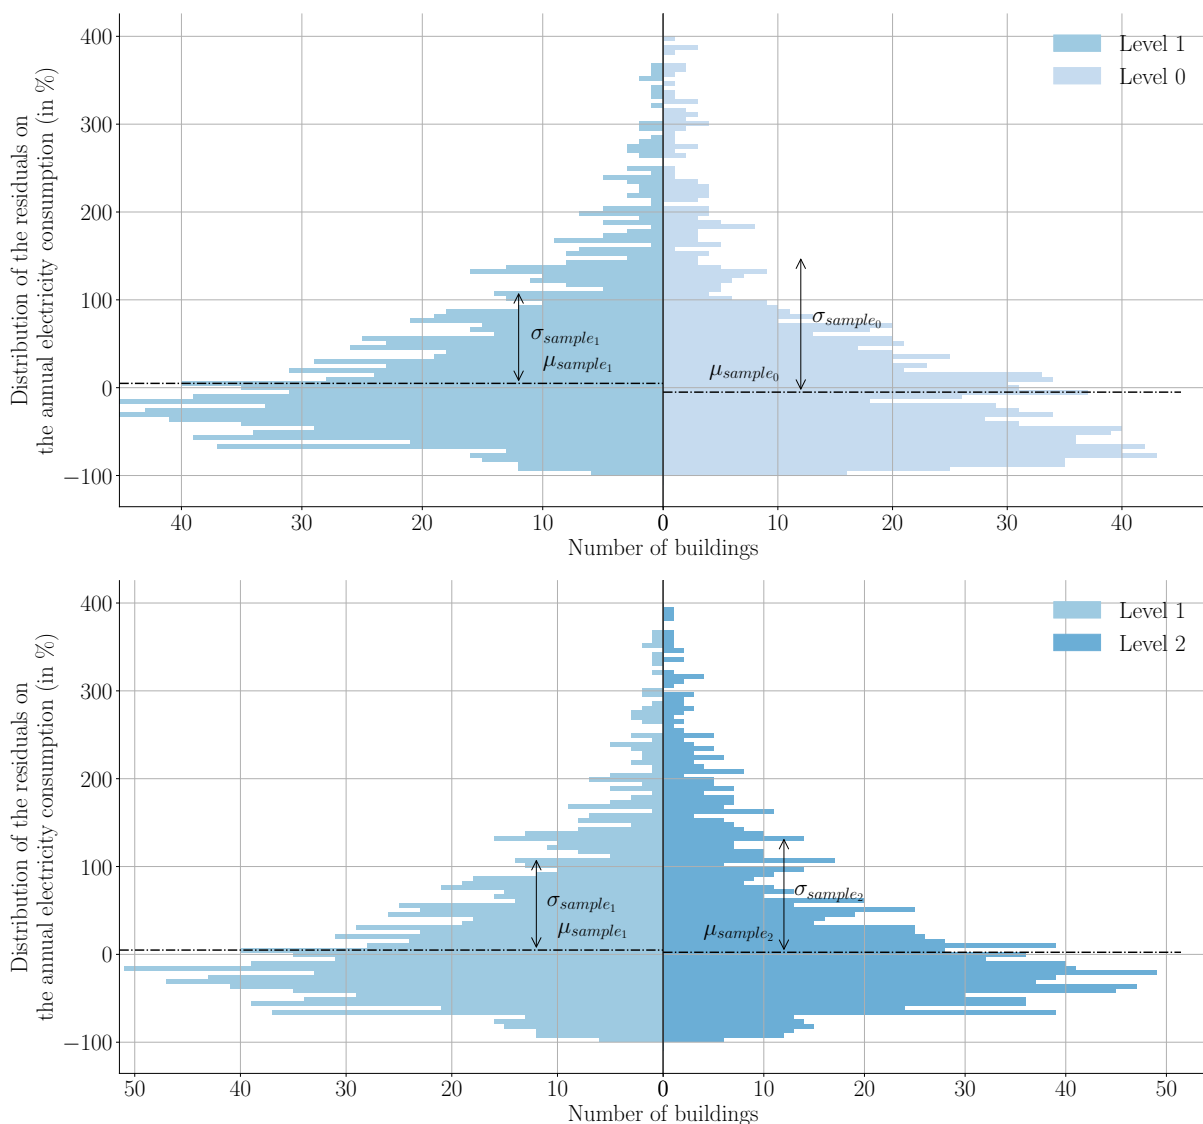 Distribution of the residuals on
the annual electricity consumption (in %)
400
300
200
100
0
−100
Level 1
Level 0
σsample₁
μsample₁
σsample₀
μsample₀
40 30 20 10 0 0 10 20 30 40
Number of buildings
Distribution of the residuals on
the annual electricity consumption (in %)
400
300
200
100
0
−100
Level 1
Level 2
σsample₁
μsample₁
σsample₂
μsample₂
50 40 30 20 10 0 0 10 20 30 40 50
Number of buildings